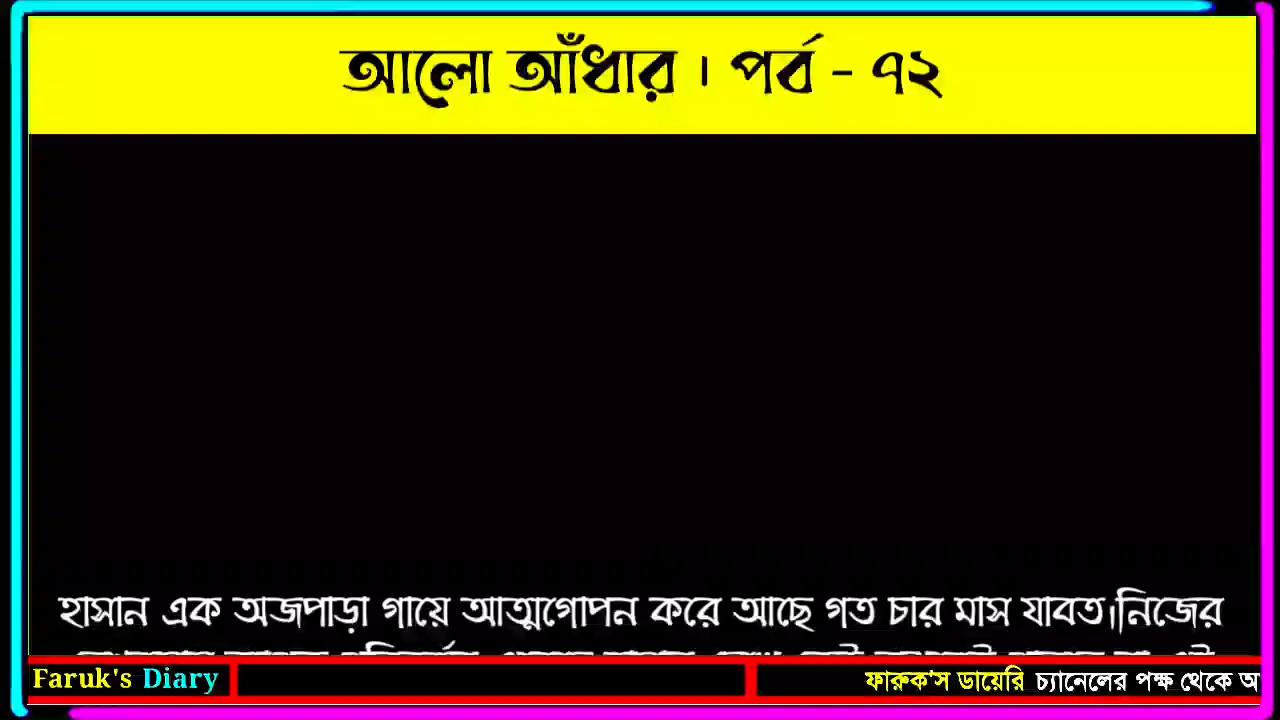 আলো আঁধার । পর্ব - ৭২
হাসান এক অজপাড়া গায়ে আত্মগোপন করে আছে গত চার মাস যাবত।নিজের
Faruk's Diary
ফারুক'স ডায়েরি চ্যানেলের পক্ষ থেকে অ